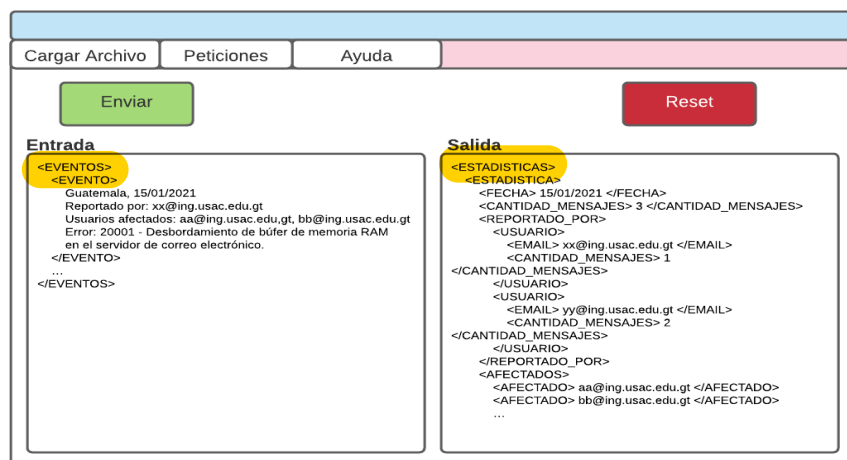 Cargar Archivo Peticiones Ayuda
Enviar Reset
Entrada
<EVENTOS>
<EVENTO>
Guatemala, 15/01/2021
Reportado por: xx@ing.usac.edu.gt
Usuarios afectados: aa@ing.usac.edu,gt, bb@ing.usac.edu.gt
Error: 20001 - Desbordamiento de búfer de memoria RAM
en el servidor de correo electrónico.
</EVENTO>
...
</EVENTOS>
Salida
<ESTADISTICAS>
<ESTADISTICA>
<FECHA> 15/01/2021 </FECHA>
<CANTIDAD_MENSAJES> 3 </CANTIDAD_MENSAJES>
<REPORTADO_POR>
<USUARIO>
<EMAIL> xx@ing.usac.edu.gt </EMAIL>
<CANTIDAD_MENSAJES> 1
</CANTIDAD_MENSAJES>
</USUARIO>
<USUARIO>
<EMAIL> yy@ing.usac.edu.gt </EMAIL>
<CANTIDAD_MENSAJES> 2
</CANTIDAD_MENSAJES>
</USUARIO>
</REPORTADO_POR>
<AFECTADOS>
<AFECTADO> aa@ing.usac.edu.gt </AFECTADO>
<AFECTADO> bb@ing.usac.edu.gt </AFECTADO>
...